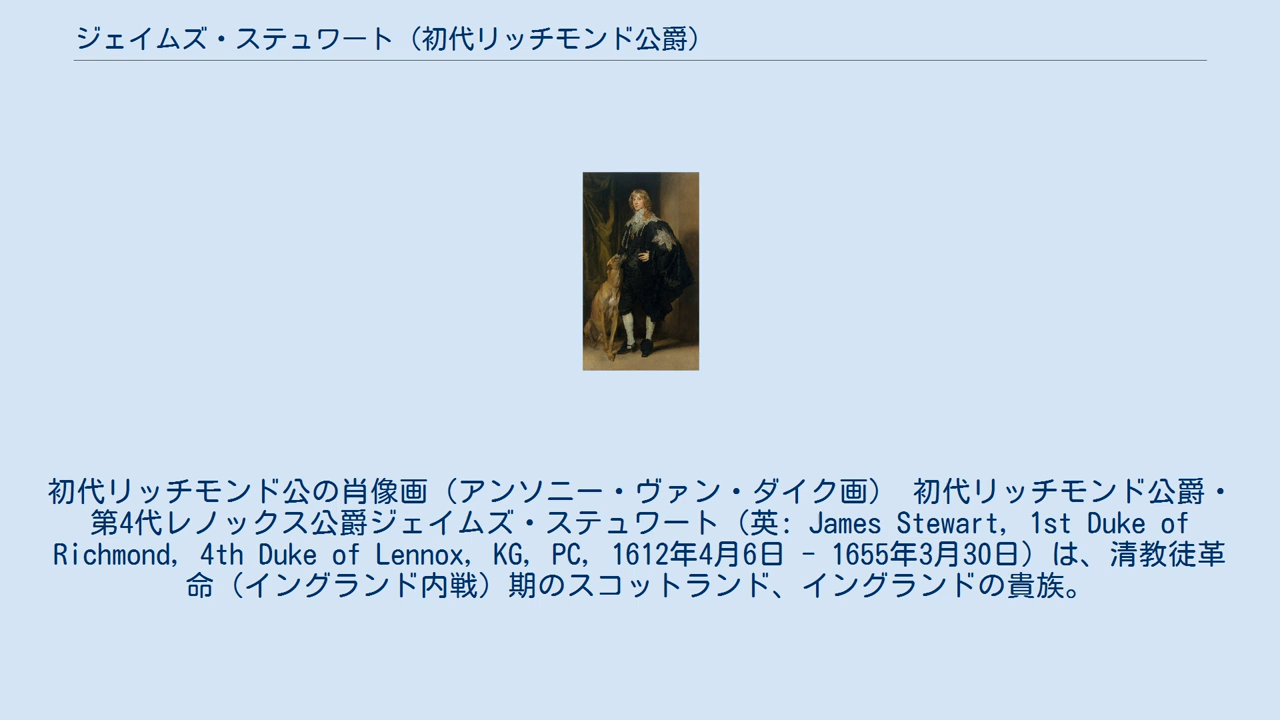 ジェイムズ・ステュワート（初代リッチモンド公爵）
初代リッチモンド公の肖像画（アンソニー・ヴァン・ダイク画） 初代リッチモンド公爵・
第4代レノックス公爵ジェイムズ・ステュワート（英: James Stewart, 1st Duke of
Richmond, 4th Duke of Lennox, KG, PC, 1612年4月6日 - 1655年3月30日）は、清教徒革
命（イングランド内戦）期のスコットランド、イングランドの貴族。